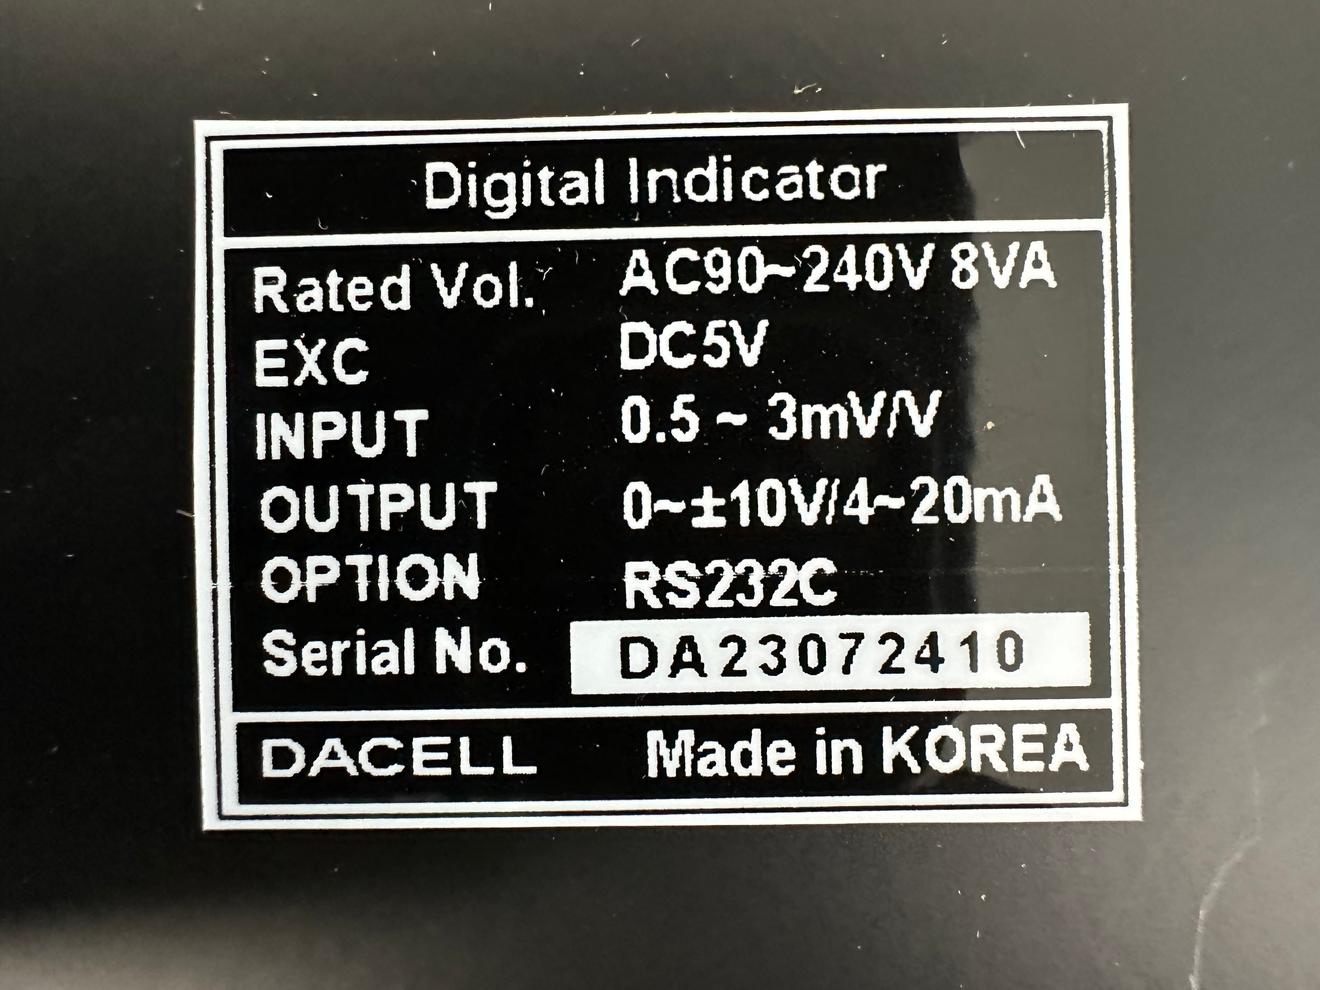 Digital Indicator
Rated Vol. AC90~240V 8VA
EXC DC5V
INPUT 0.5 ~ 3mV/V
OUTPUT 0~±10V/4~20mA
OPTION RS232C
Serial No. DA23072410
DACELL Made in KOREA